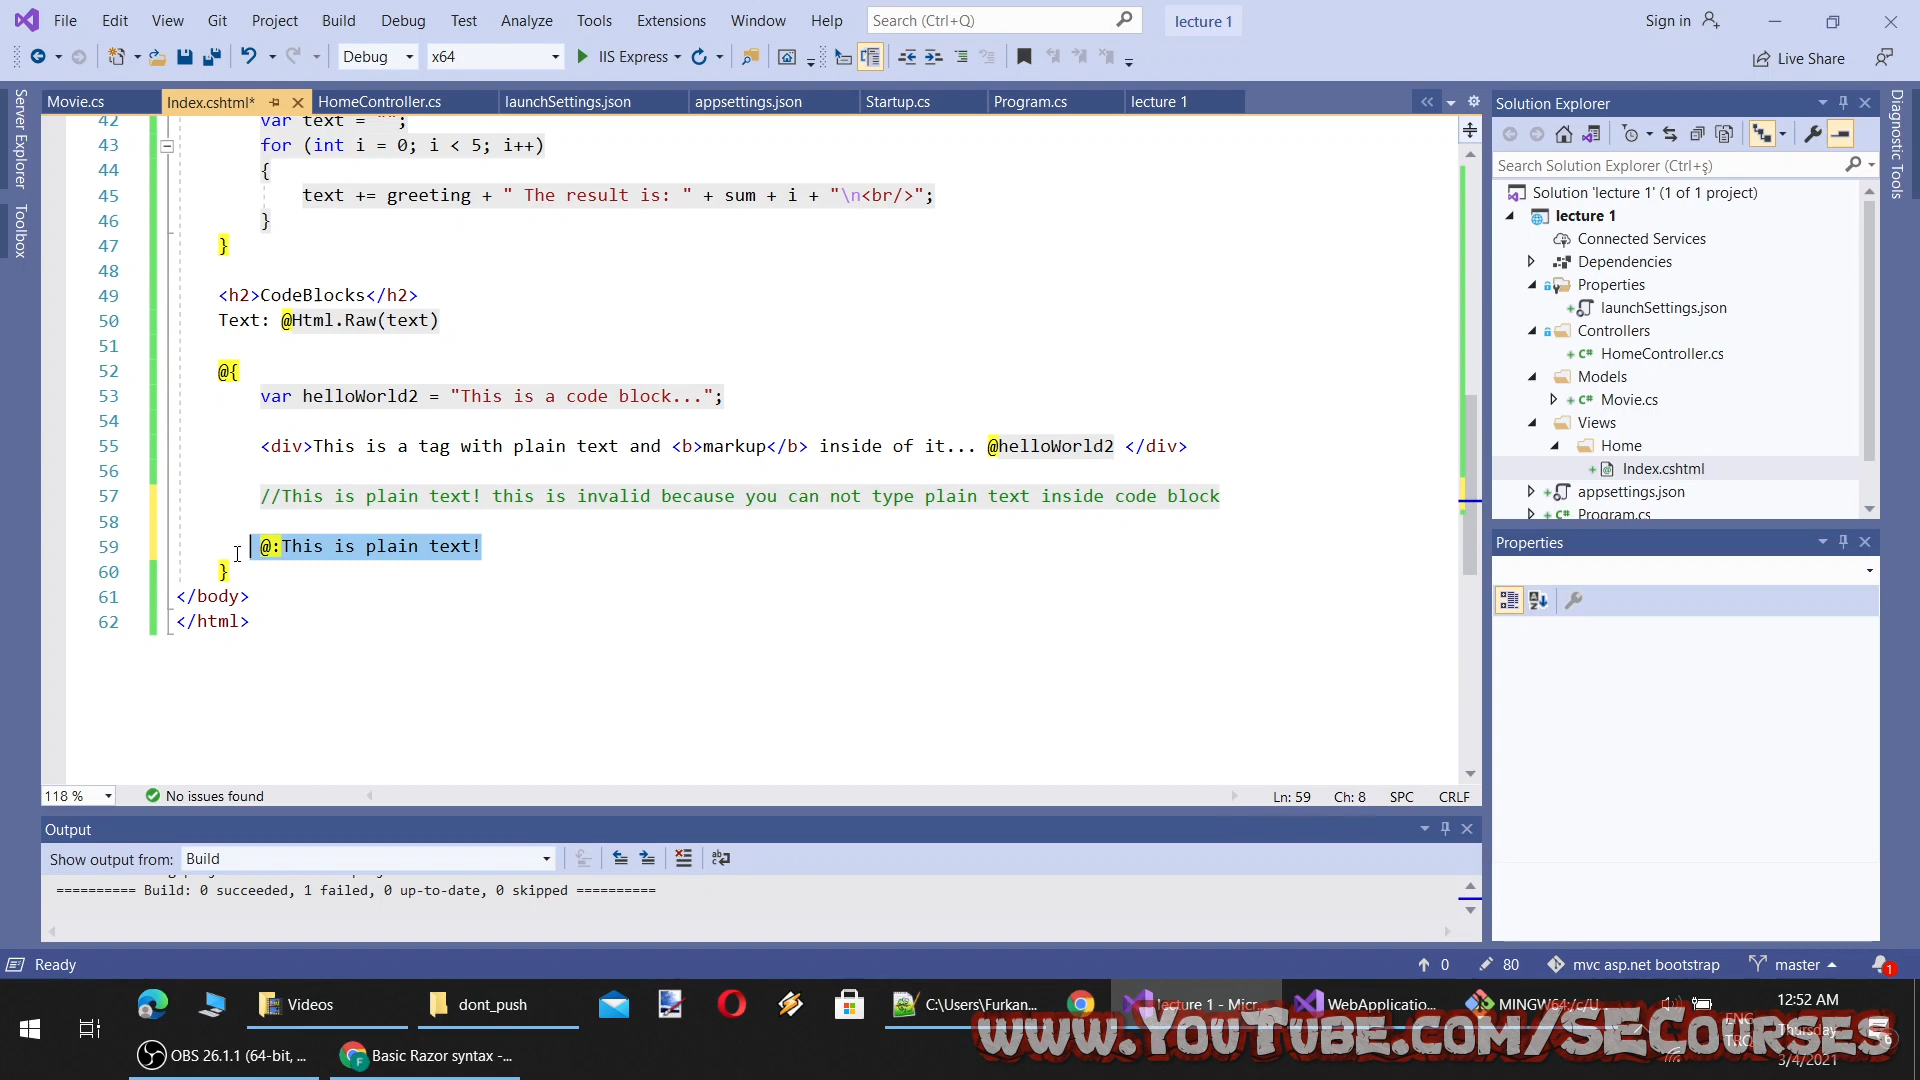 File Edit View Git Project Build Debug Test Analyze Tools Extensions Window Help Search (Ctrl+Q) lecture 1 Sign in
Debug x64 IIS Express Live Share
Server Explorer
Toolbox
Movie.cs Index.cshtml* HomeController.cs launchSettings.json appsettings.json Startup.cs Program.cs lecture 1
42 var text = "";
43 for (int i = 0; i < 5; i++)
44 {
45 text += greeting + " The result is: " + sum + i + "\n<br/>";
46 }
47 }
48
49 <h2>CodeBlocks</h2>
50 Text: @Html.Raw(text)
51
52 @{
53 var helloWorld2 = "This is a code block...";
54
55 <div>This is a tag with plain text and <b>markup</b> inside of it... @helloWorld2 </div>
56
57 //This is plain text! this is invalid because you can not type plain text inside code block
58
59 @:This is plain text!
60 }
61 </body>
62 </html>
118 % No issues found Ln: 59 Ch: 8 SPC CRLF
Output
Show output from: Build
========== Build: 0 succeeded, 1 failed, 0 up-to-date, 0 skipped ==========
Solution Explorer
Search Solution Explorer (Ctrl+ş)
Solution 'lecture 1' (1 of 1 project)
lecture 1
Connected Services
Dependencies
Properties
launchSettings.json
Controllers
HomeController.cs
Models
Movie.cs
Views
Home
Index.cshtml
appsettings.json
Program.cs
Properties
Diagnostic Tools
Ready 0 80 mvc asp.net bootstrap master 1
Videos dont_push C:\Users\Furkan... lecture 1 - Micr... WebApplicatio... MINGW64:/c/U... 12:52 AM
ENG Thursday
OBS 26.1.1 (64-bit, ... Basic Razor syntax -... 3/4/2021
www.YouTube.com/SECourses